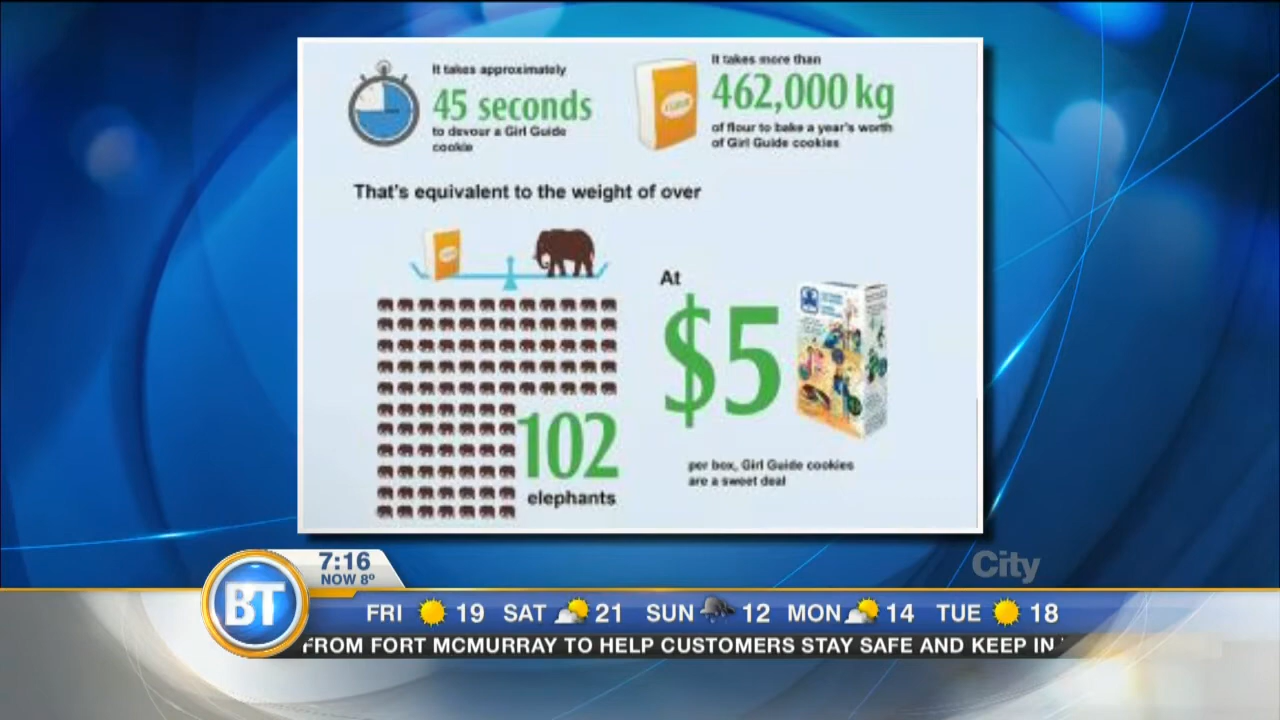 It takes approximately
45 seconds
to devour a Girl Guide
cookie
It takes more than
462,000 kg
of flour to bake a year's worth
of Girl Guide cookies
That's equivalent to the weight of over
102
elephants
At
$5
per box, Girl Guide cookies
are a sweet deal
City
7:16
NOW 8º
BT
FRI 19 SAT 21 SUN 12 MON 14 TUE 18
FROM FORT MCMURRAY TO HELP CUSTOMERS STAY SAFE AND KEEP IN